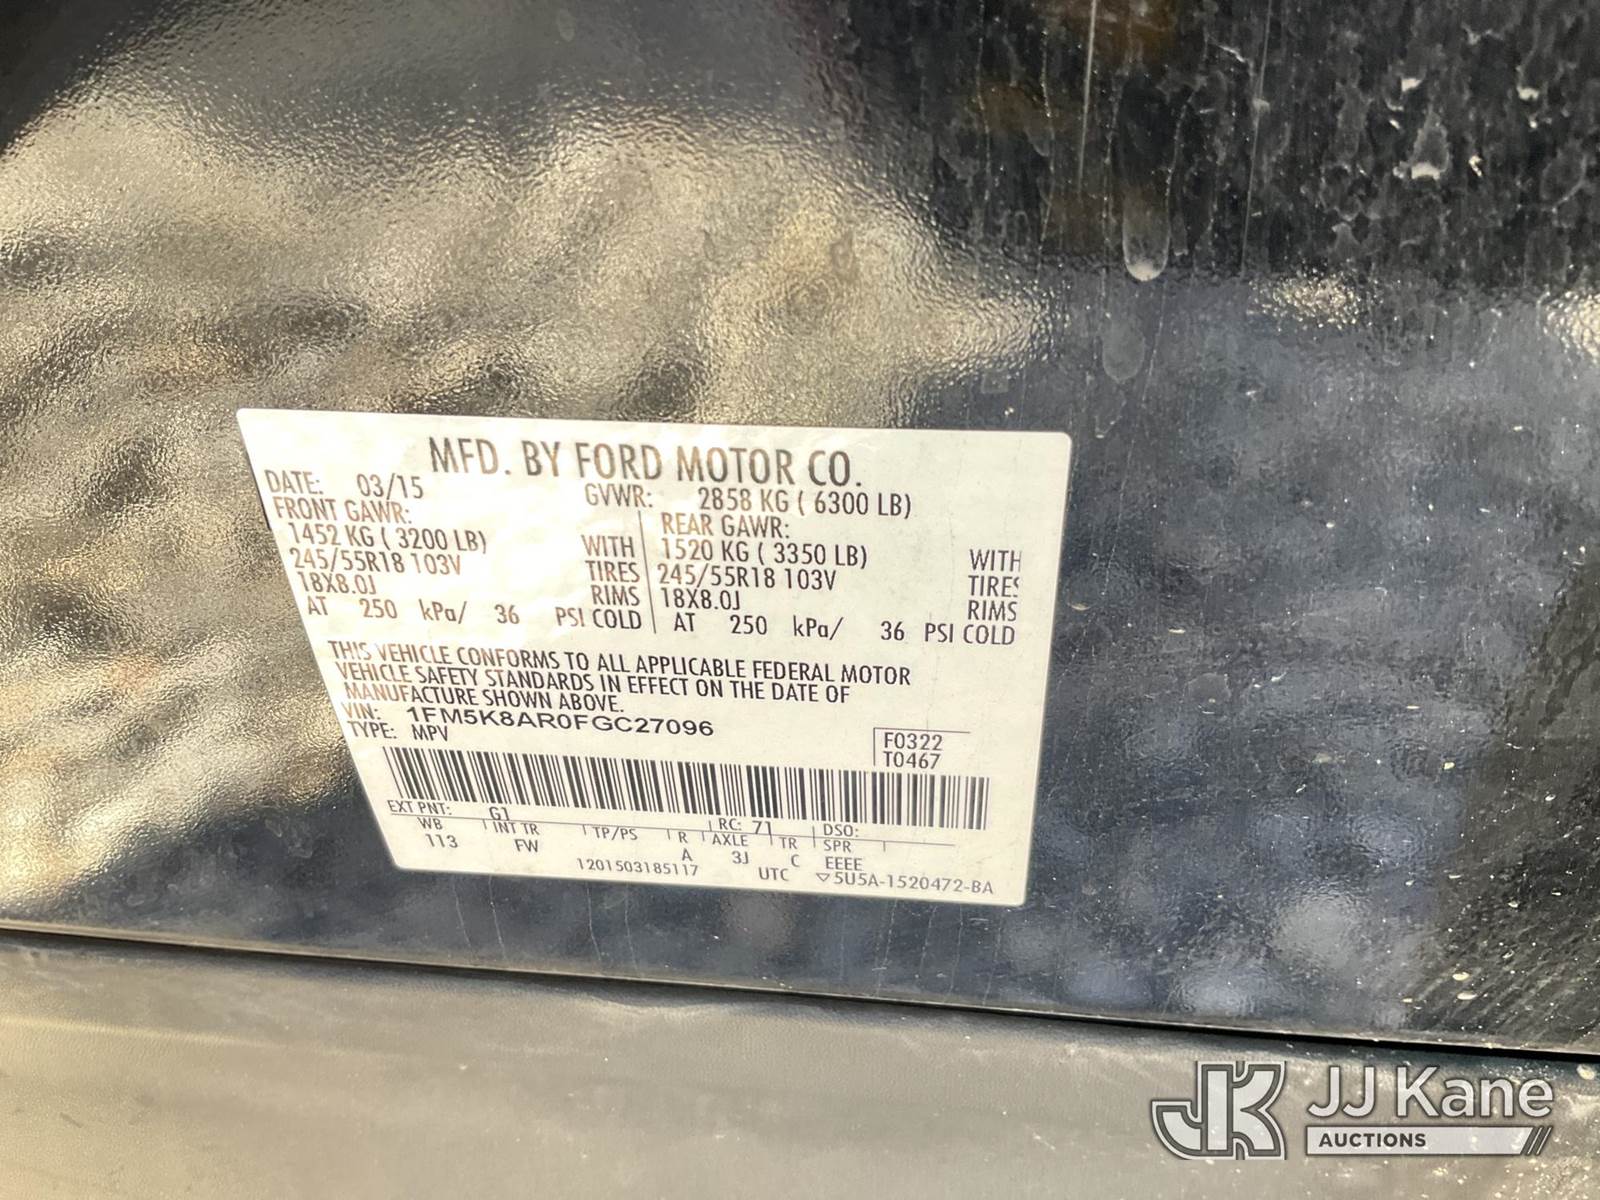 MFD. BY FORD MOTOR CO.
DATE: 03/15 GVWR: 2858 KG ( 6300 LB)
FRONT GAWR: REAR GAWR:
1452 KG ( 3200 LB) WITH 1520 KG ( 3350 LB) WITH
245/55R18 103V TIRES 245/55R18 103V TIRES
18X8.0J RIMS 18X8.0J RIMS
AT 250 kPa/ 36 PSI COLD AT 250 kPa/ 36 PSI COLD
THIS VEHICLE CONFORMS TO ALL APPLICABLE FEDERAL MOTOR
VEHICLE SAFETY STANDARDS IN EFFECT ON THE DATE OF
MANUFACTURE SHOWN ABOVE.
VIN: 1FM5K8AR0FGC27096
TYPE: MPV
F0322
T0467
EXT PNT: G1 RC: 71 DSO:
WB INT TR TP/PS R AXLE TR SPR
113 FW A 3J C EEEE
1201503185117 UTC 5U5A-1520472-BA
JK JJ Kane
AUCTIONS